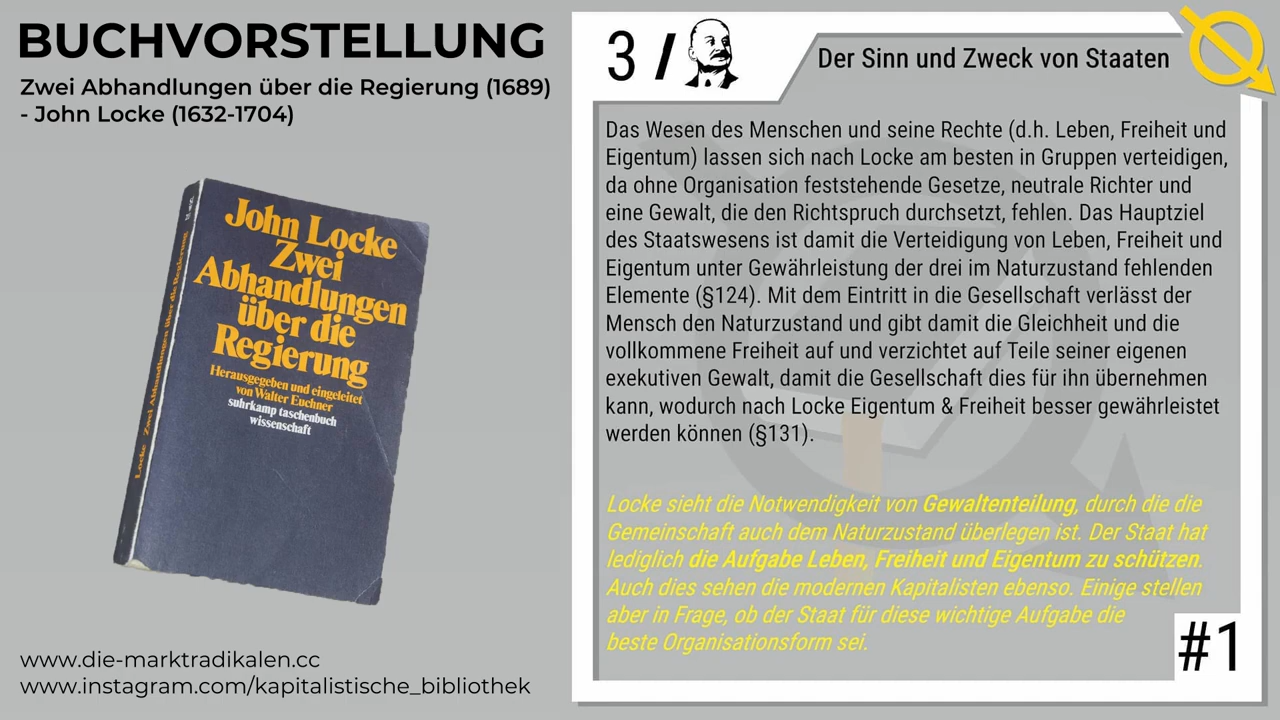 BUCHVORSTELLUNG
Zwei Abhandlungen über die Regierung (1689)
- John Locke (1632-1704)
John Locke
Zwei
Abhandlungen
über die
Regierung
Herausgegeben und eingeleitet
von Walter Euchner
suhrkamp taschenbuch
wissenschaft
Locke Zwei Abhandlungen über die Regierung
www.die-marktradikalen.cc
www.instagram.com/kapitalistische_bibliothek
3 /
Der Sinn und Zweck von Staaten
Das Wesen des Menschen und seine Rechte (d.h. Leben, Freiheit und
Eigentum) lassen sich nach Locke am besten in Gruppen verteidigen,
da ohne Organisation feststehende Gesetze, neutrale Richter und
eine Gewalt, die den Richtspruch durchsetzt, fehlen. Das Hauptziel
des Staatswesens ist damit die Verteidigung von Leben, Freiheit und
Eigentum unter Gewährleistung der drei im Naturzustand fehlenden
Elemente (§124). Mit dem Eintritt in die Gesellschaft verlässt der
Mensch den Naturzustand und gibt damit die Gleichheit und die
vollkommene Freiheit auf und verzichtet auf Teile seiner eigenen
exekutiven Gewalt, damit die Gesellschaft dies für ihn übernehmen
kann, wodurch nach Locke Eigentum & Freiheit besser gewährleistet
werden können (§131).
Locke sieht die Notwendigkeit von Gewaltenteilung, durch die die
Gemeinschaft auch dem Naturzustand überlegen ist. Der Staat hat
lediglich die Aufgabe Leben, Freiheit und Eigentum zu schützen.
Auch dies sehen die modernen Kapitalisten ebenso. Einige stellen
aber in Frage, ob der Staat für diese wichtige Aufgabe die
beste Organisationsform sei.
#1